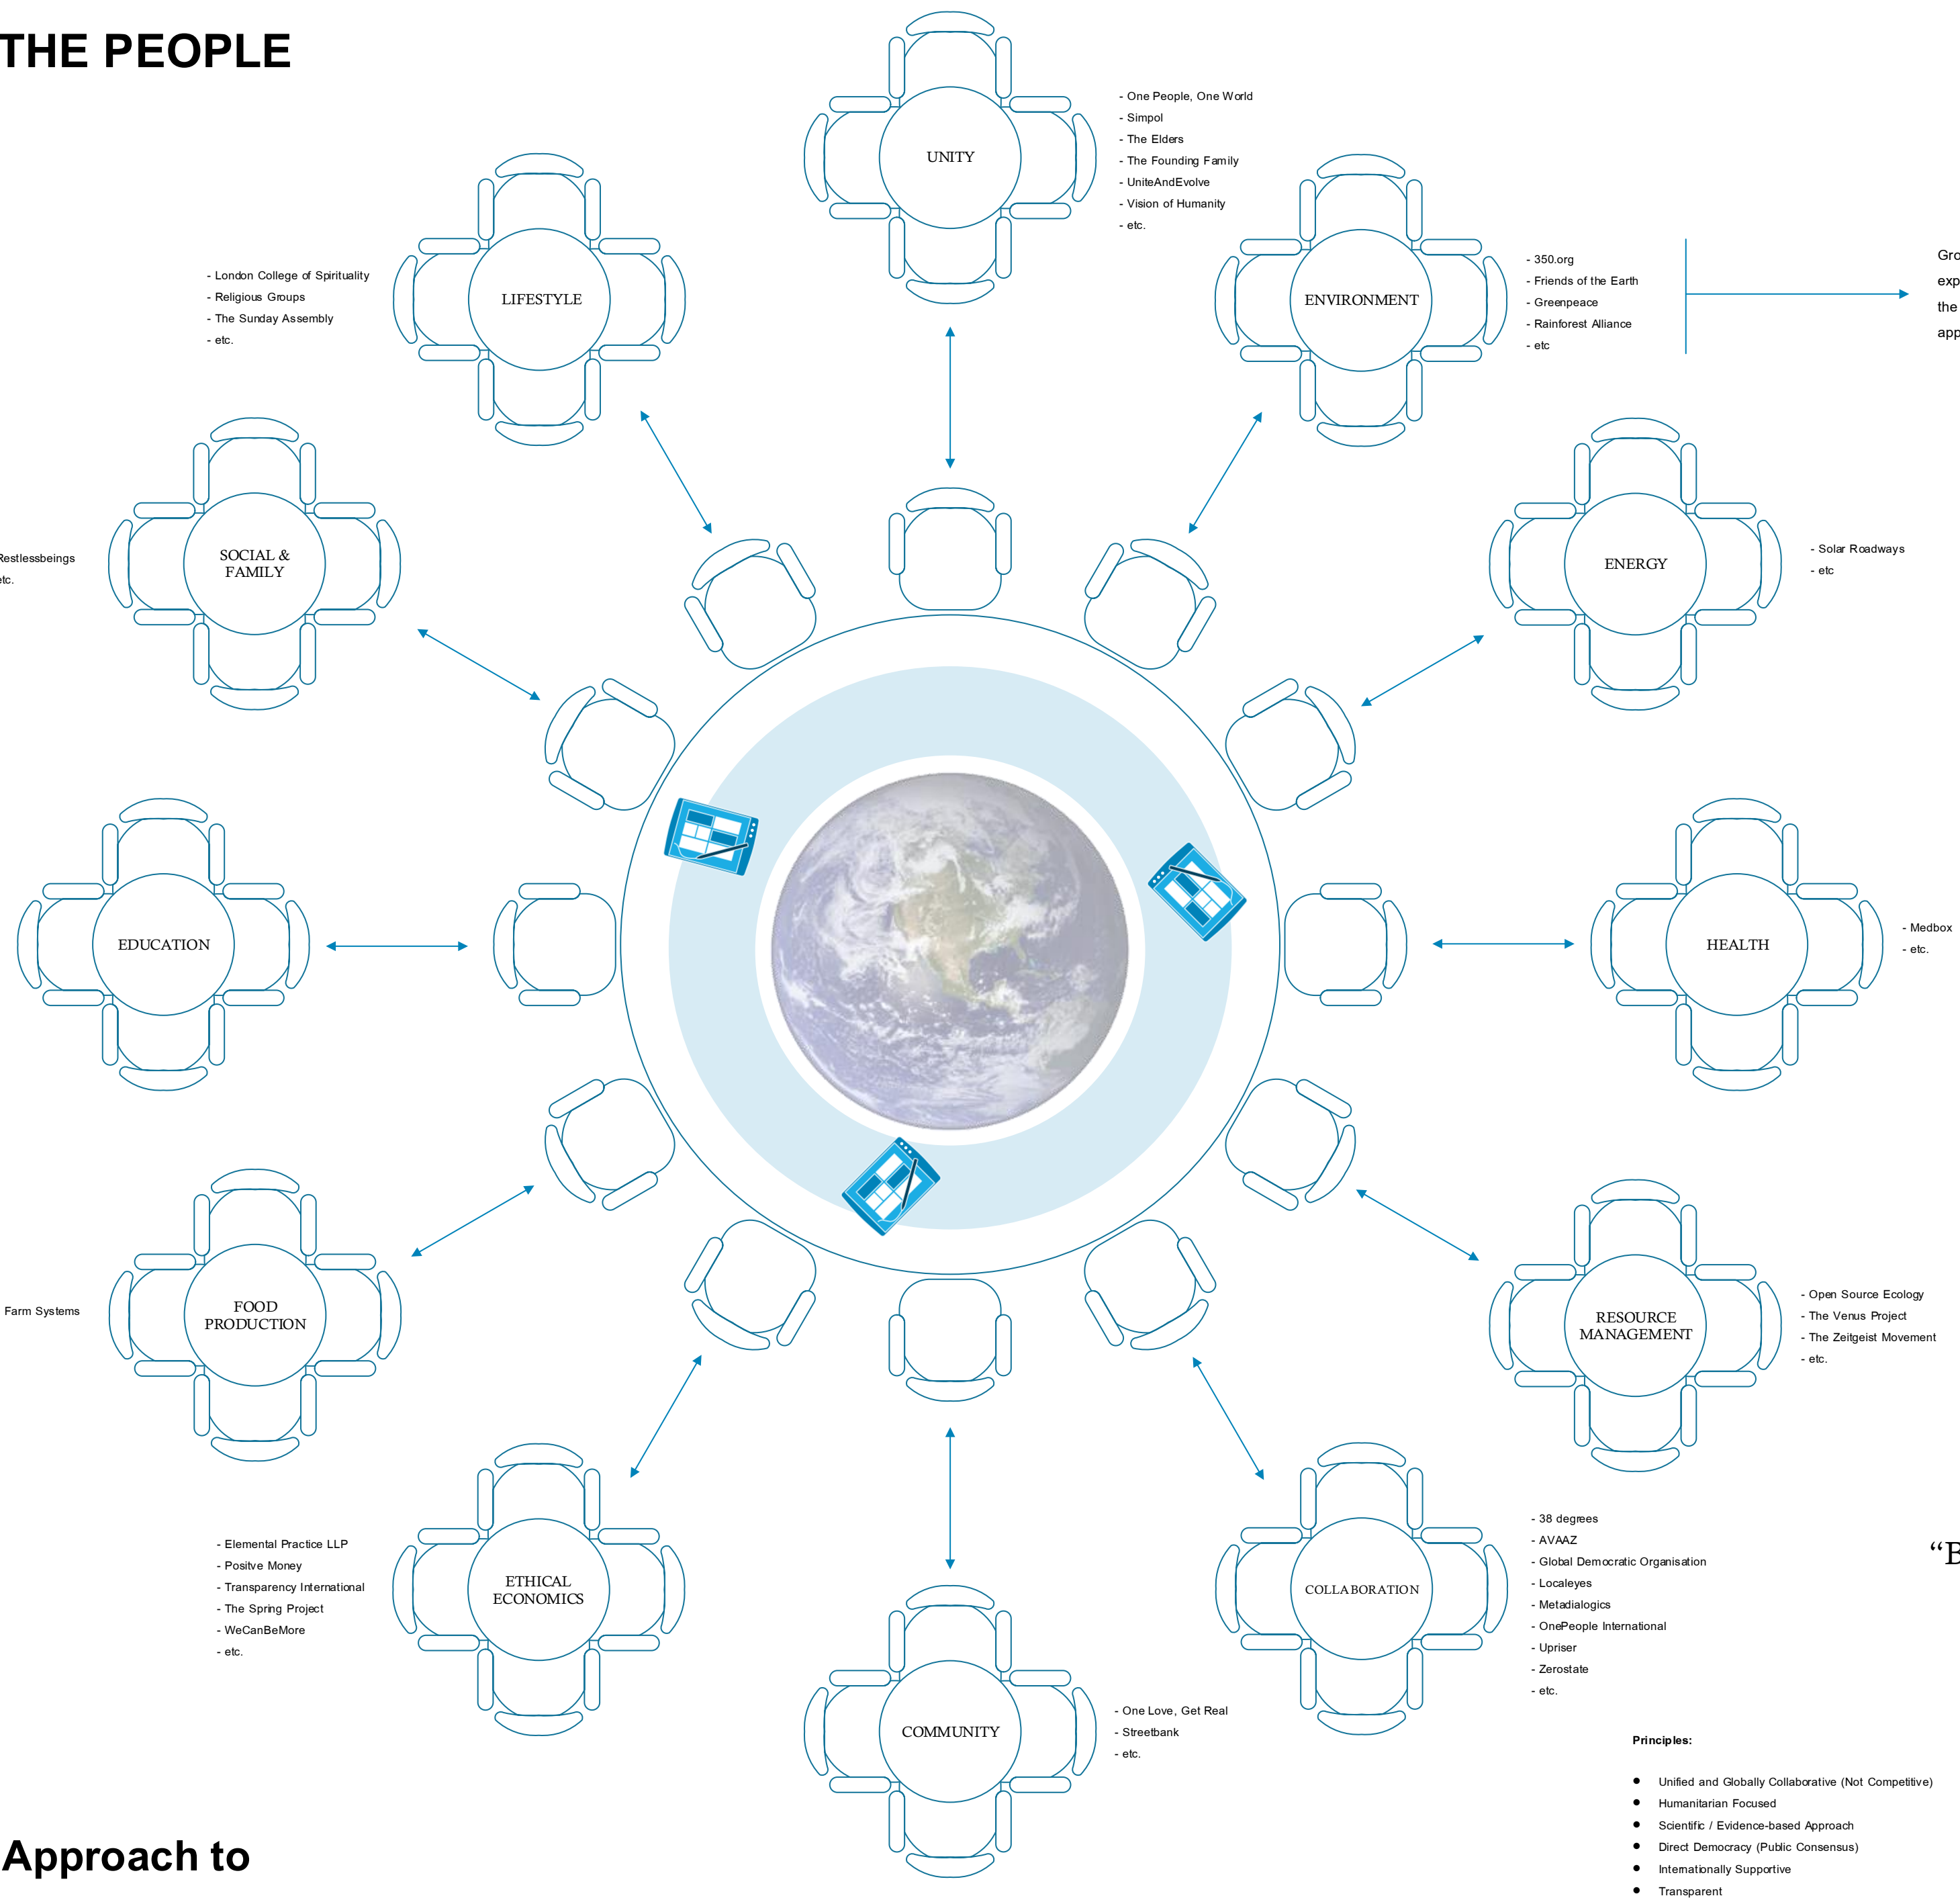 THE PEOPLE
UNITY
- One People, One World
- Simpol
- The Elders
- The Founding Family
- UniteAndEvolve
- Vision of Humanity
- etc.
LIFESTYLE
- London College of Spirituality
- Religious Groups
- The Sunday Assembly
- etc.
ENVIRONMENT
- 350.org
- Friends of the Earth
- Greenpeace
- Rainforest Alliance
- etc
Gro
exp
the
app
SOCIAL &
FAMILY
Restlessbeings
etc.
ENERGY
- Solar Roadways
- etc
EDUCATION
HEALTH
- Medbox
- etc.
FOOD
PRODUCTION
Farm Systems
RESOURCE
MANAGEMENT
- Open Source Ecology
- The Venus Project
- The Zeitgeist Movement
- etc.
ETHICAL
ECONOMICS
- Elemental Practice LLP
- Positve Money
- Transparency International
- The Spring Project
- WeCanBeMore
- etc.
COLLABORATION
- 38 degrees
- AVAAZ
- Global Democratic Organisation
- Localeyes
- Metadialogics
- OnePeople International
- Upriser
- Zerostate
- etc.
“B
COMMUNITY
- One Love, Get Real
- Streetbank
- etc.
Principles:
● Unified and Globally Collaborative (Not Competitive)
● Humanitarian Focused
● Scientific / Evidence-based Approach
● Direct Democracy (Public Consensus)
● Internationally Supportive
● Transparent
Approach to